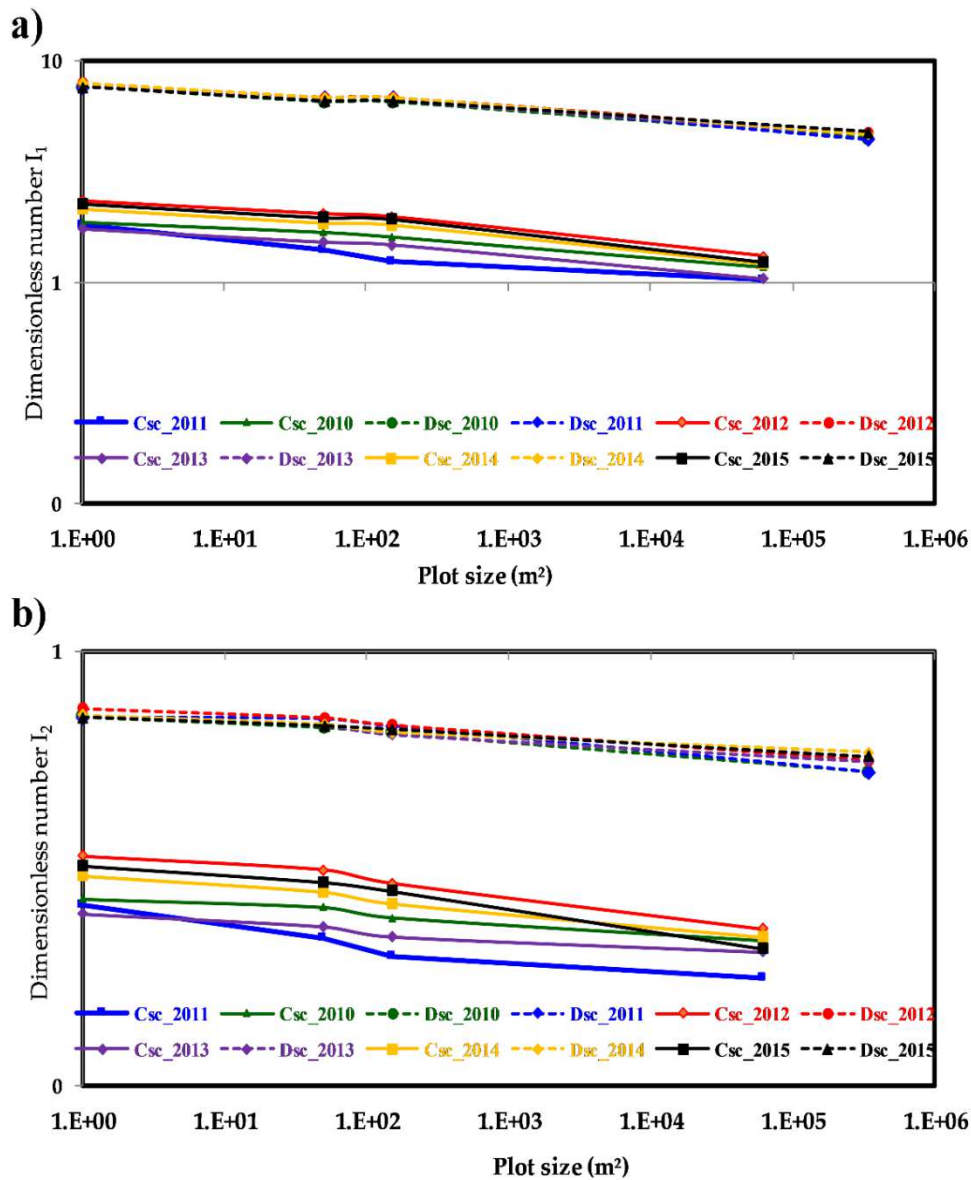 a)
10
1
0
Dimensionless number I₁
Csc_2011 Csc_2010 Dsc_2010 Dsc_2011 Csc_2012 Dsc_2012
Csc_2013 Dsc_2013 Csc_2014 Dsc_2014 Csc_2015 Dsc_2015
1.E+00 1.E+01 1.E+02 1.E+03 1.E+04 1.E+05 1.E+06
Plot size (m²)
b)
1
0
Dimensionless number I₂
Csc_2011 Csc_2010 Dsc_2010 Dsc_2011 Csc_2012 Dsc_2012
Csc_2013 Dsc_2013 Csc_2014 Dsc_2014 Csc_2015 Dsc_2015
1.E+00 1.E+01 1.E+02 1.E+03 1.E+04 1.E+05 1.E+06
Plot size (m²)